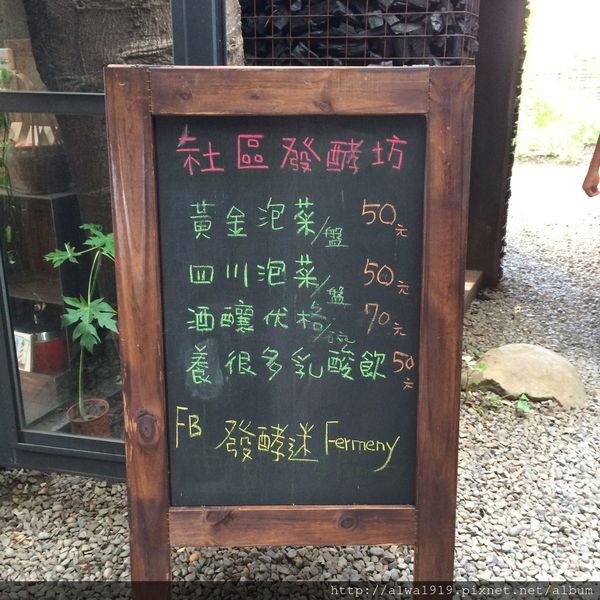 社區發酵坊
黃金泡菜/盤 50元
四川泡菜/盤 50元
酒釀伏格/碗 70元
養很多乳酸飲 50元
FB 發酵迷 Fermeny
http://alwa1919.pixnet.net/album